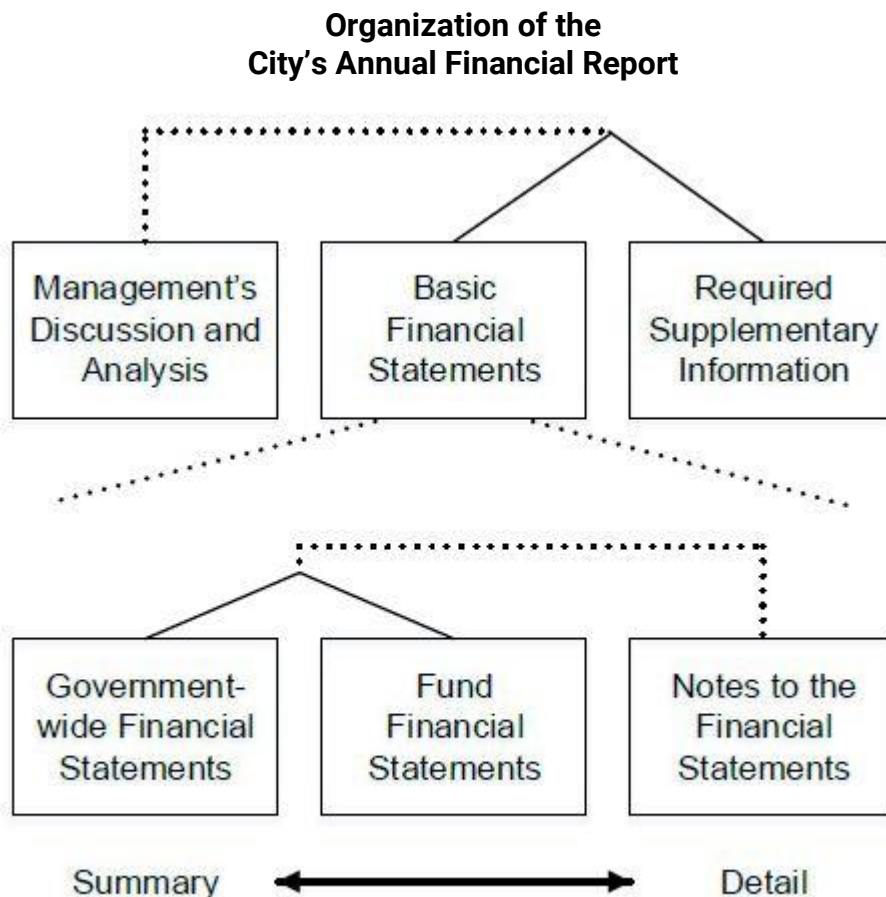 Organization of the
City’s Annual Financial Report
Management's
Discussion and
Analysis
Basic
Financial
Statements
Required
Supplementary
Information
Government-
wide Financial
Statements
Fund
Financial
Statements
Notes to the
Financial
Statements
Summary
Detail